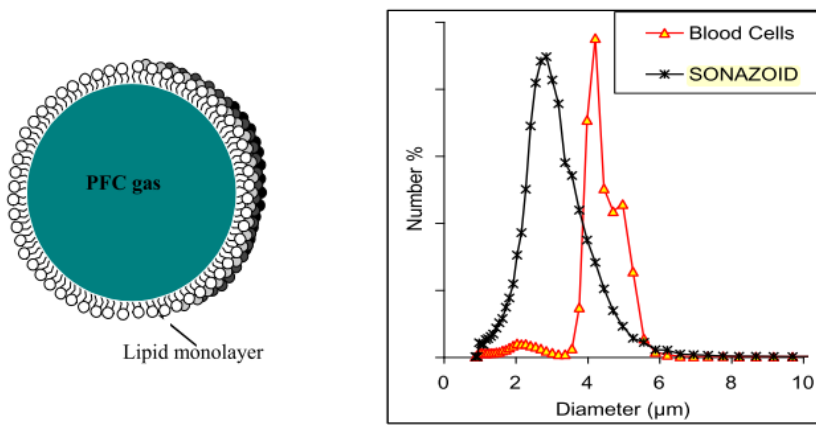 PFC gas
Lipid monolayer
Blood Cells
SONAZOID
Number %
0
2
4
6
8
10
Diameter (µm)